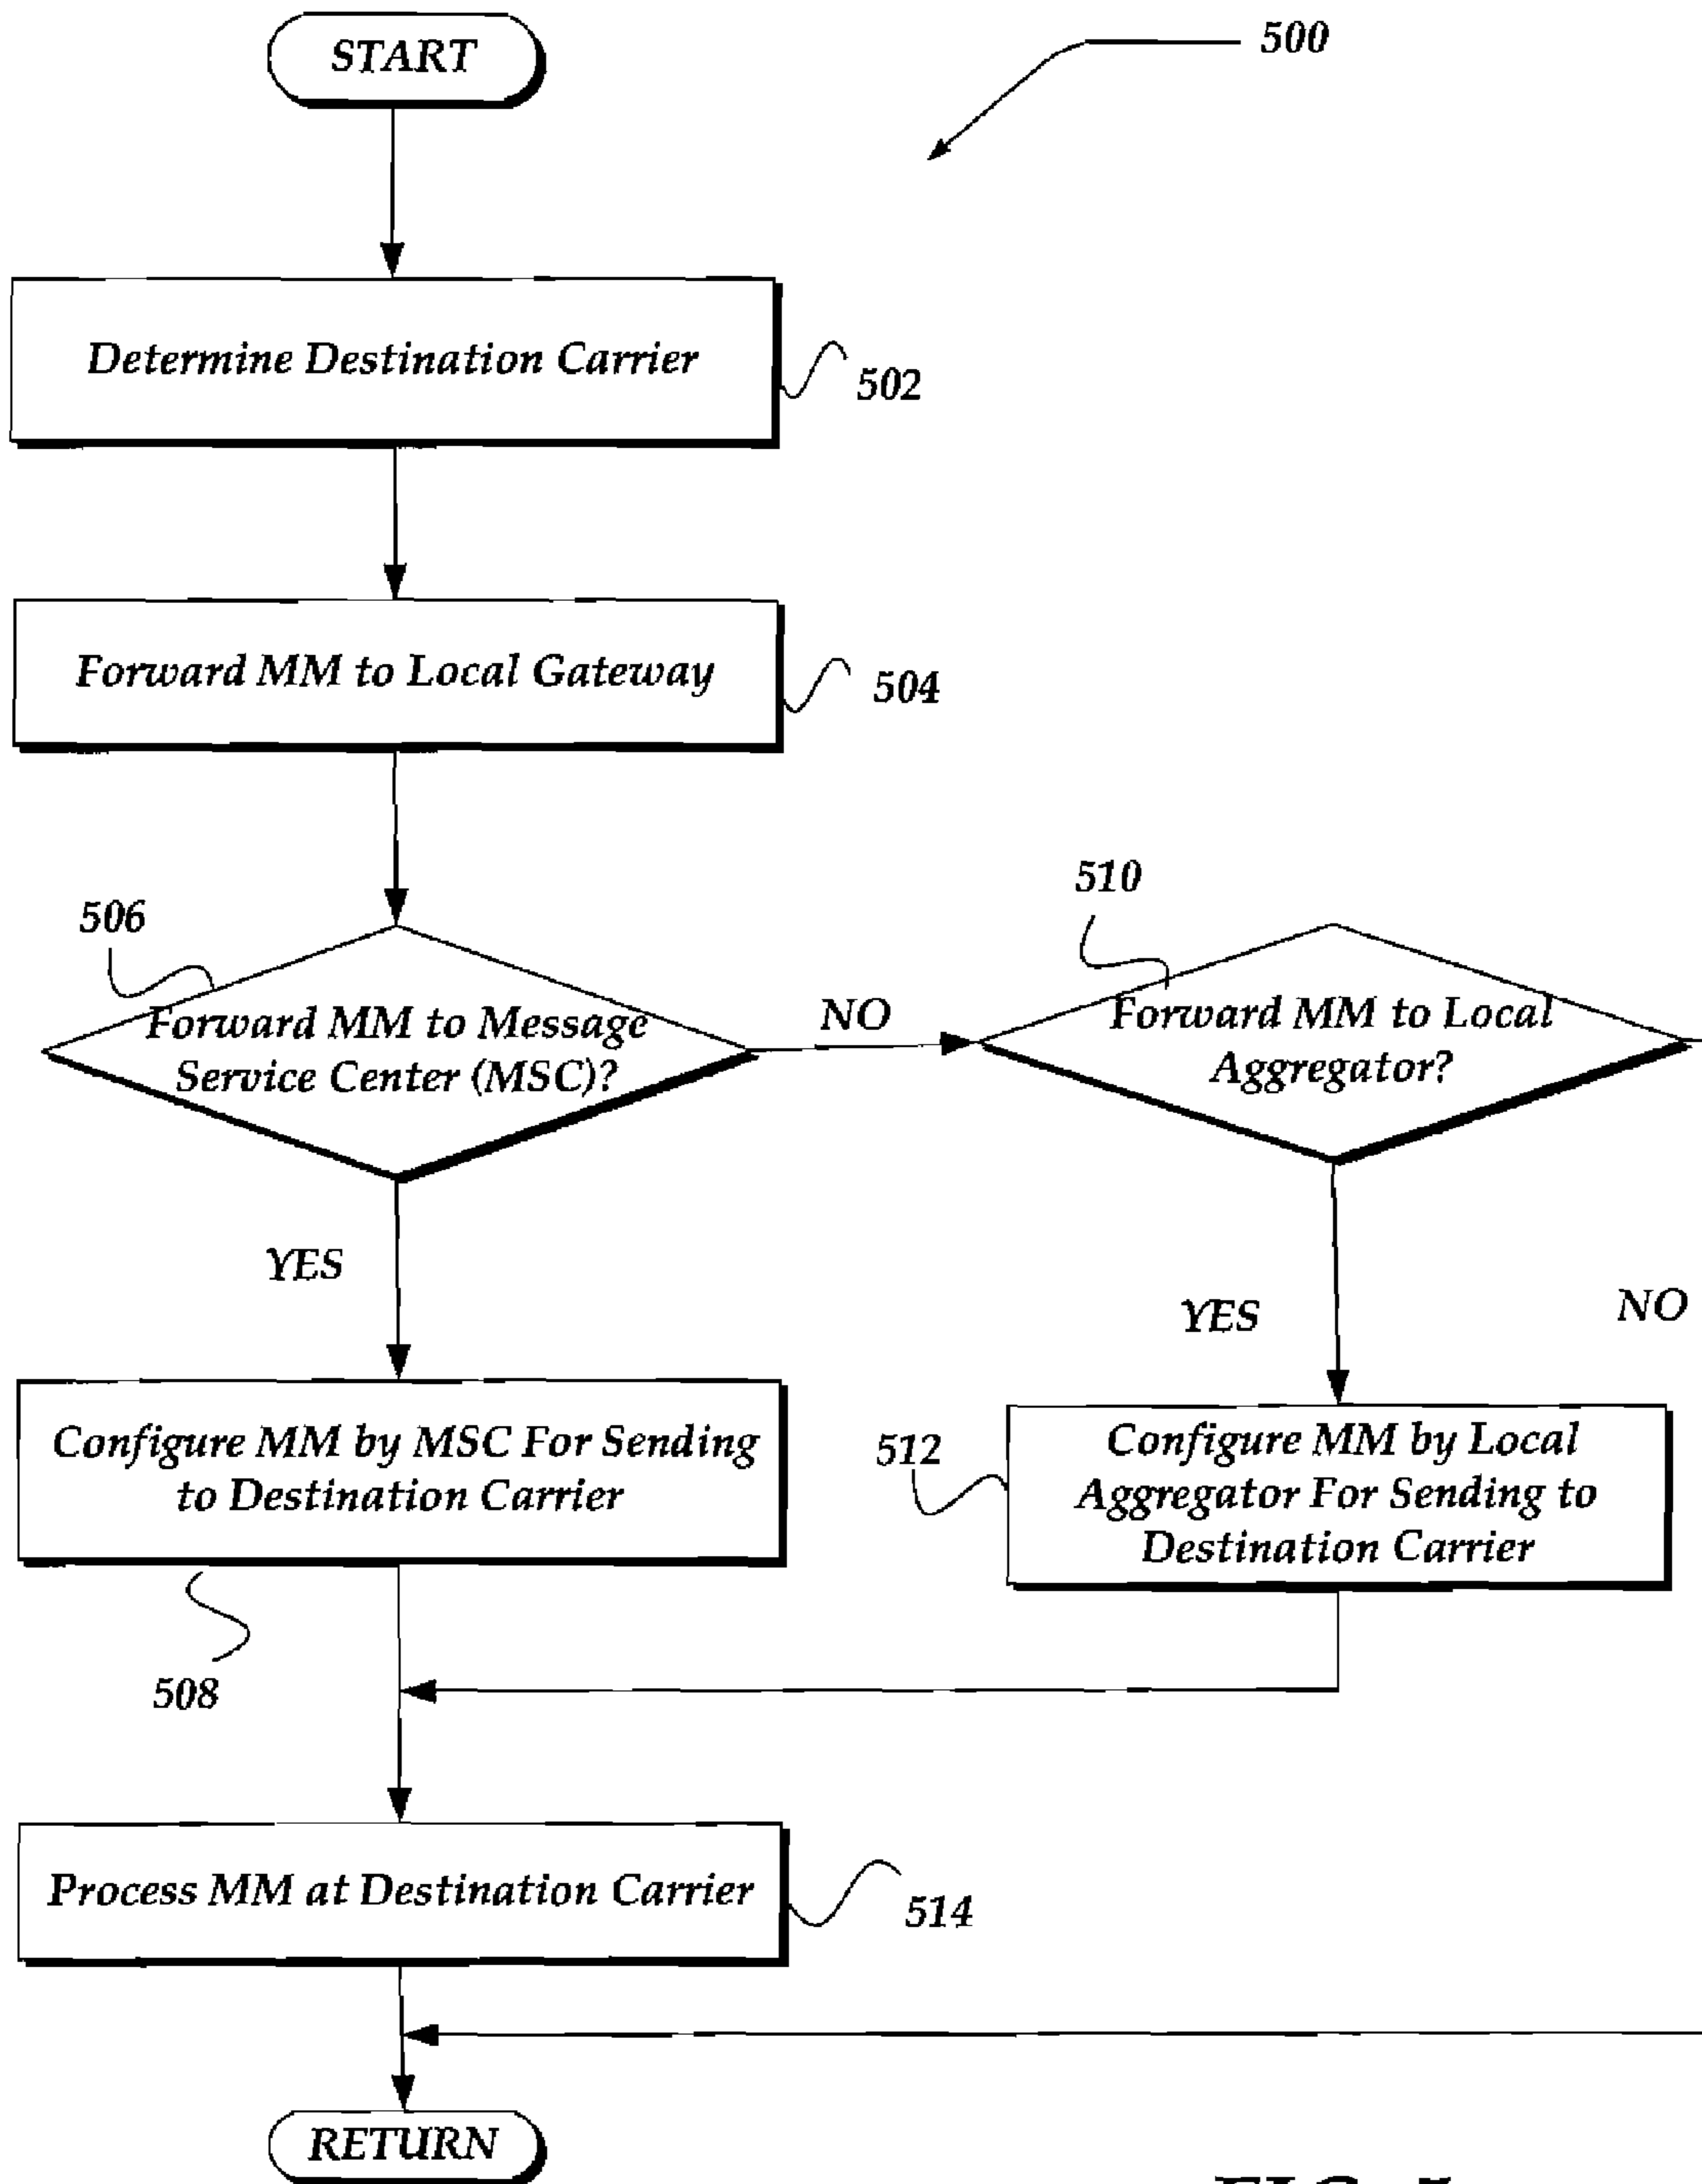 START
500
Determine Destination Carrier
502
Forward MM to Local Gateway
504
506
Forward MM to Message
Service Center (MSC)?
NO
510
Forward MM to Local
Aggregator?
YES
YES
NO
Configure MM by MSC For Sending
to Destination Carrier
508
512
Configure MM by Local
Aggregator For Sending to
Destination Carrier
Process MM at Destination Carrier
514
RETURN